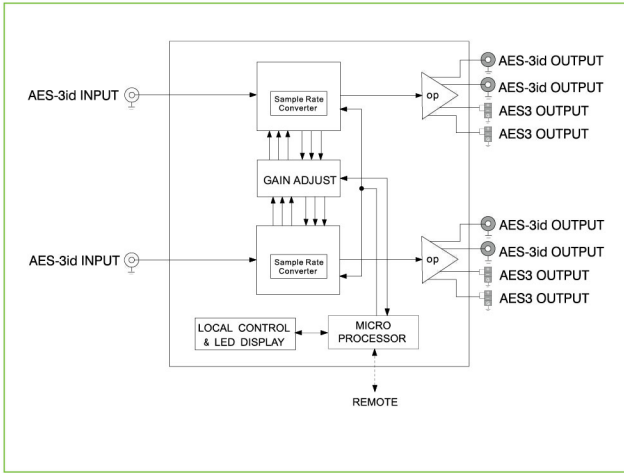 AES-3id INPUT
Sample Rate
Converter
op
AES-3id OUTPUT
AES-3id OUTPUT
AES3 OUTPUT
AES3 OUTPUT
GAIN ADJUST
AES-3id INPUT
Sample Rate
Converter
op
AES-3id OUTPUT
AES-3id OUTPUT
AES3 OUTPUT
AES3 OUTPUT
LOCAL CONTROL
& LED DISPLAY
MICRO
PROCESSOR
REMOTE